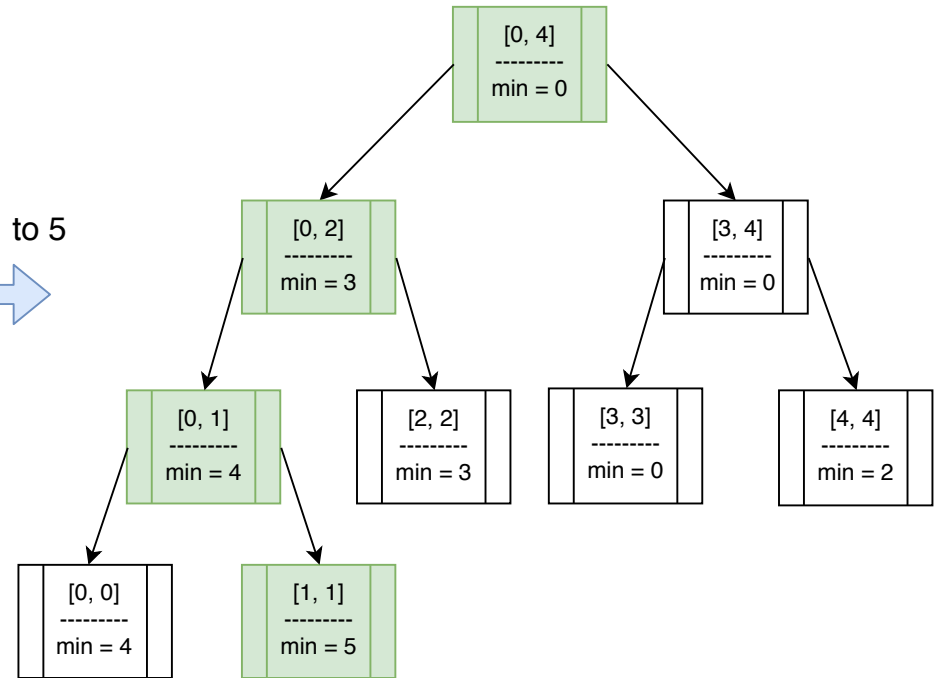 [0, 4]
---------
min = 0
to 5
[0, 2]
---------
min = 3
[3, 4]
---------
min = 0
[0, 1]
---------
min = 4
[2, 2]
---------
min = 3
[3, 3]
---------
min = 0
[4, 4]
---------
min = 2
[0, 0]
---------
min = 4
[1, 1]
---------
min = 5